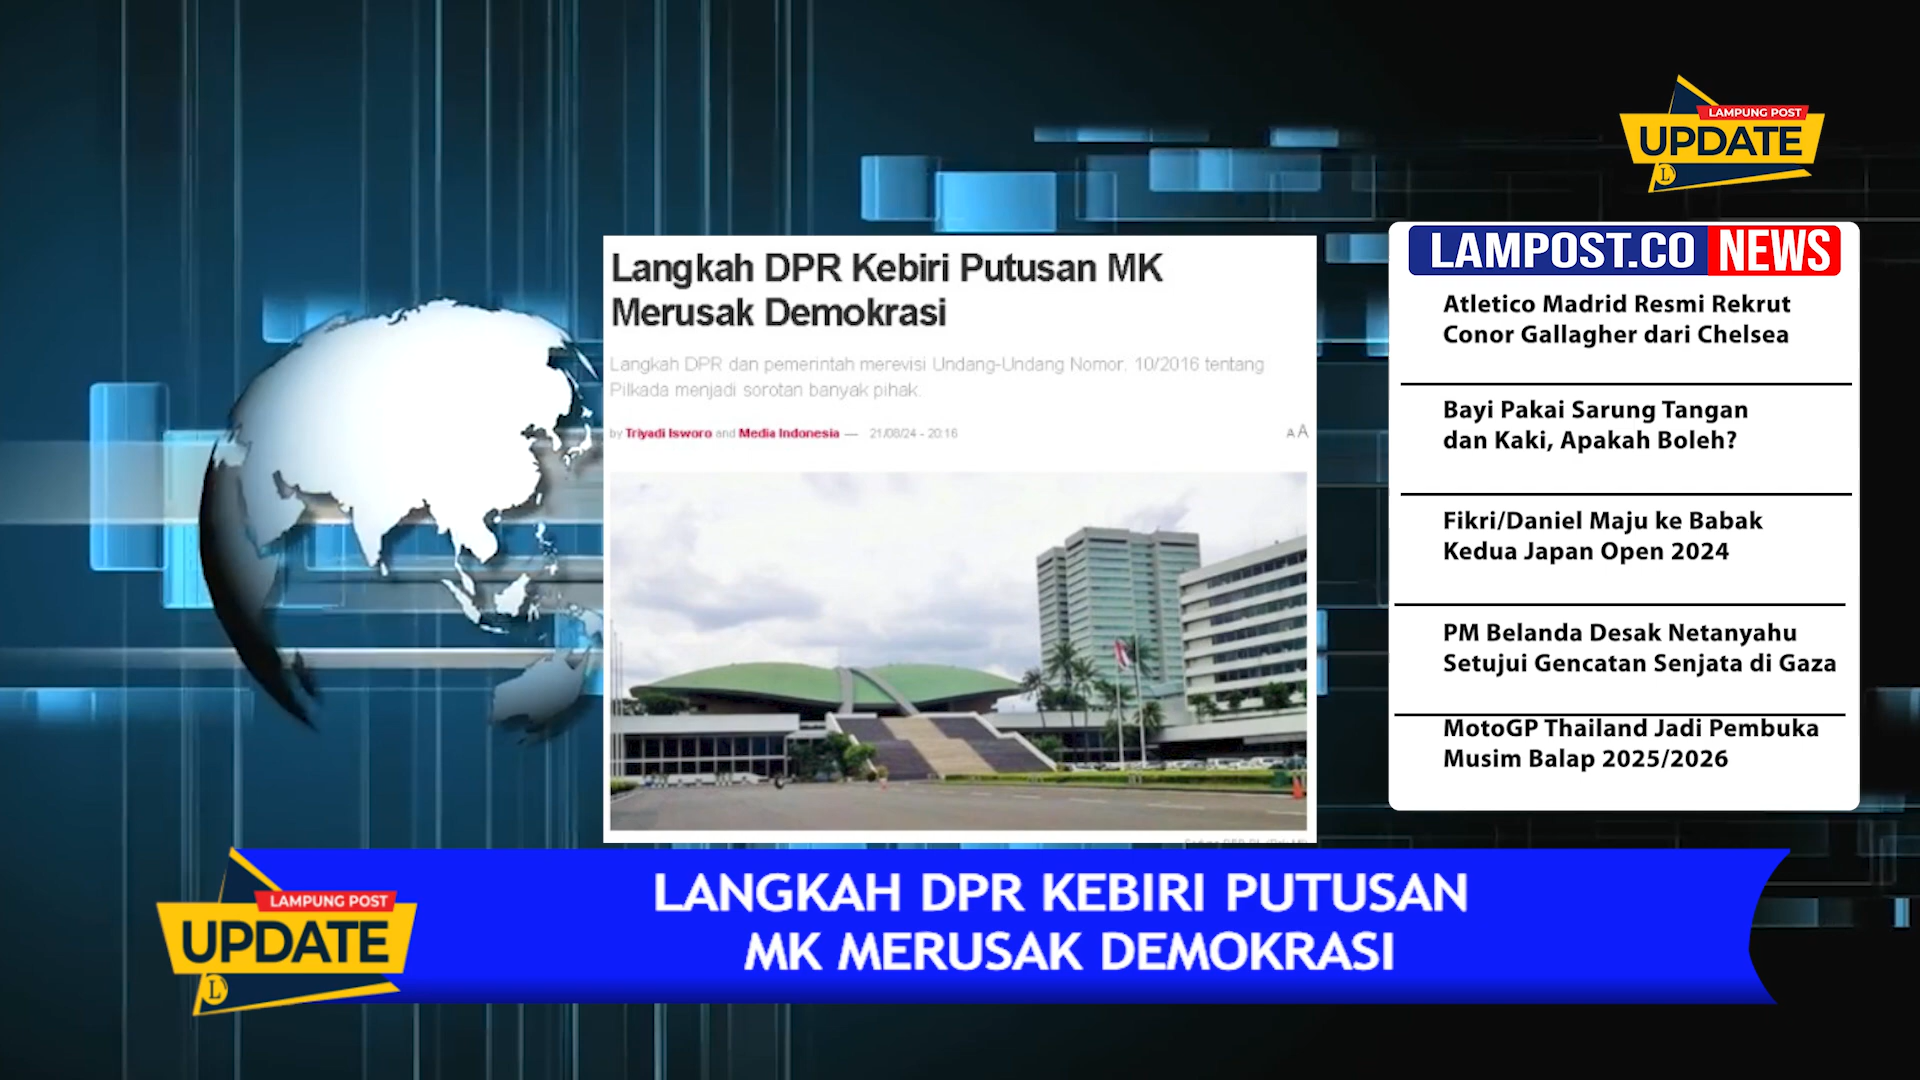 LAMPUNG POST
UPDATE
L
Langkah DPR Kebiri Putusan MK
Merusak Demokrasi
Langkah DPR dan pemerintah merevisi Undang-Undang Nomor. 10/2016 tentang
Pilkada menjadi sorotan banyak pihak.
by Triyadi Isworo and Media Indonesia — 21/08/24 - 20:16
A A
LAMPOST.CO NEWS
Atletico Madrid Resmi Rekrut
Conor Gallagher dari Chelsea
Bayi Pakai Sarung Tangan
dan Kaki, Apakah Boleh?
Fikri/Daniel Maju ke Babak
Kedua Japan Open 2024
PM Belanda Desak Netanyahu
Setujui Gencatan Senjata di Gaza
MotoGP Thailand Jadi Pembuka
Musim Balap 2025/2026
LAMPUNG POST
UPDATE
L
LANGKAH DPR KEBIRI PUTUSAN
MK MERUSAK DEMOKRASI